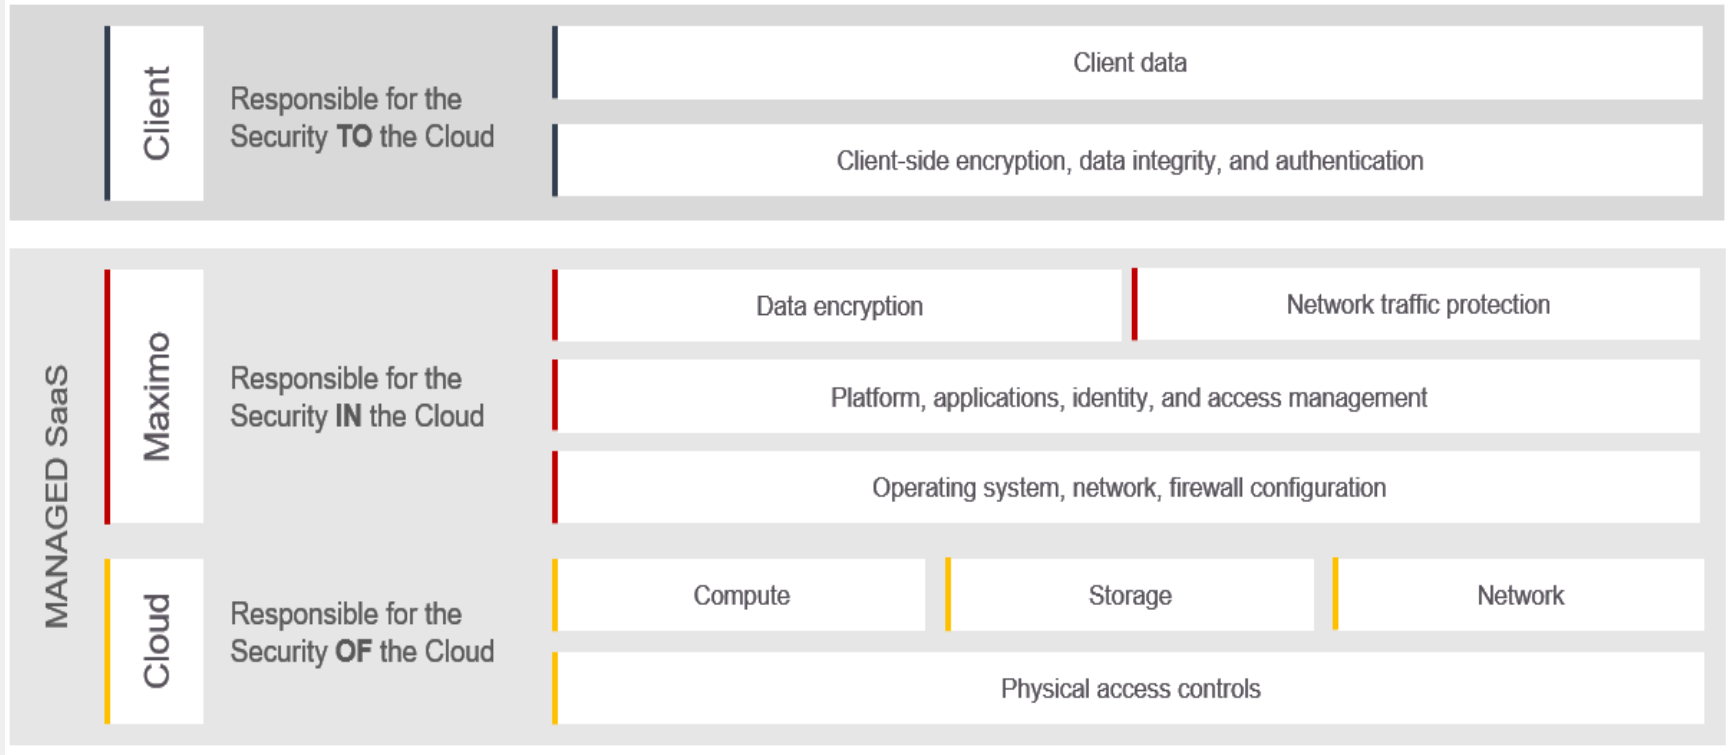 Client
Responsible for the
Security TO the Cloud
Client data
Client-side encryption, data integrity, and authentication
MANAGED SaaS
Maximo
Responsible for the
Security IN the Cloud
Data encryption
Network traffic protection
Platform, applications, identity, and access management
Operating system, network, firewall configuration
Cloud
Responsible for the
Security OF the Cloud
Compute
Storage
Network
Physical access controls